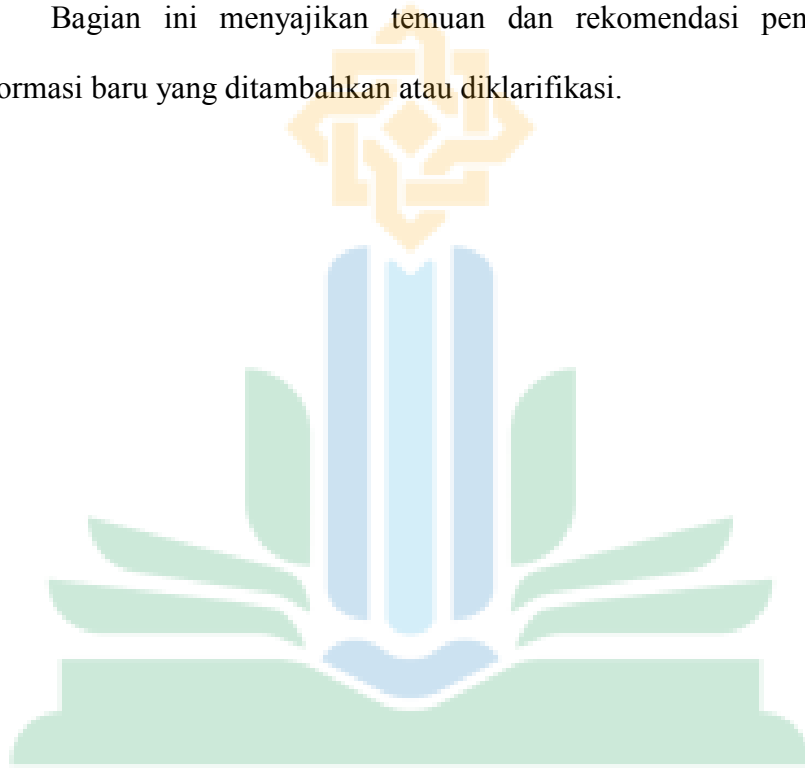 Bagian ini menyajikan temuan dan rekomendasi pen
ormasi baru yang ditambahkan atau diklarifikasi.